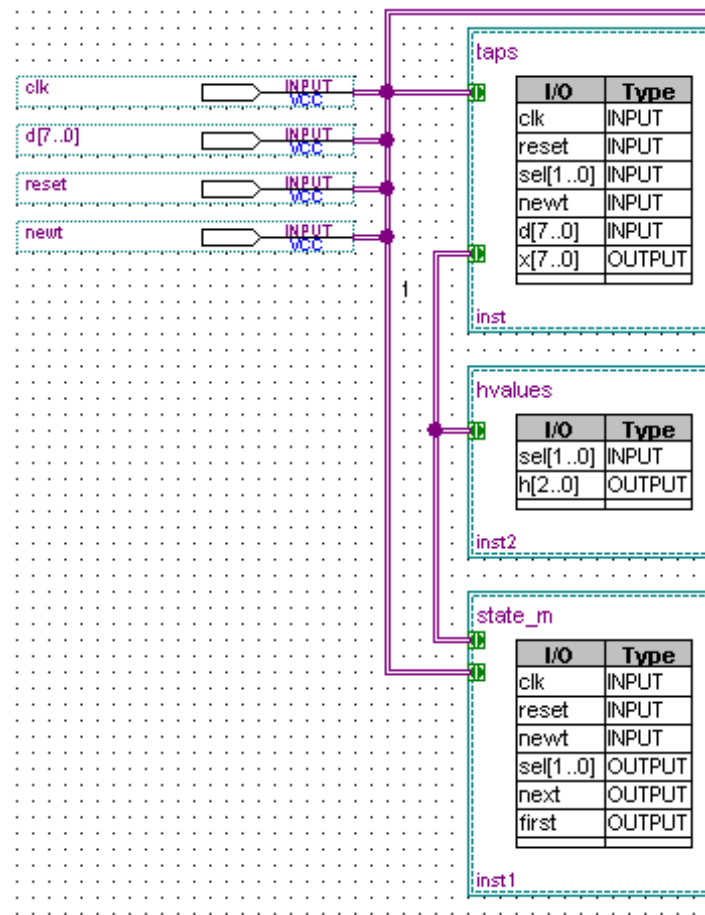 clk
INPUT
VCC
d[7..0]
INPUT
VCC
reset
INPUT
VCC
newt
INPUT
VCC
1
taps
I/O Type
clk INPUT
reset INPUT
sel[1..0] INPUT
newt INPUT
d[7..0] INPUT
x[7..0] OUTPUT
inst
hvalues
I/O Type
sel[1..0] INPUT
h[2..0] OUTPUT
inst2
state_m
I/O Type
clk INPUT
reset INPUT
newt INPUT
sel[1..0] OUTPUT
next OUTPUT
first OUTPUT
inst1